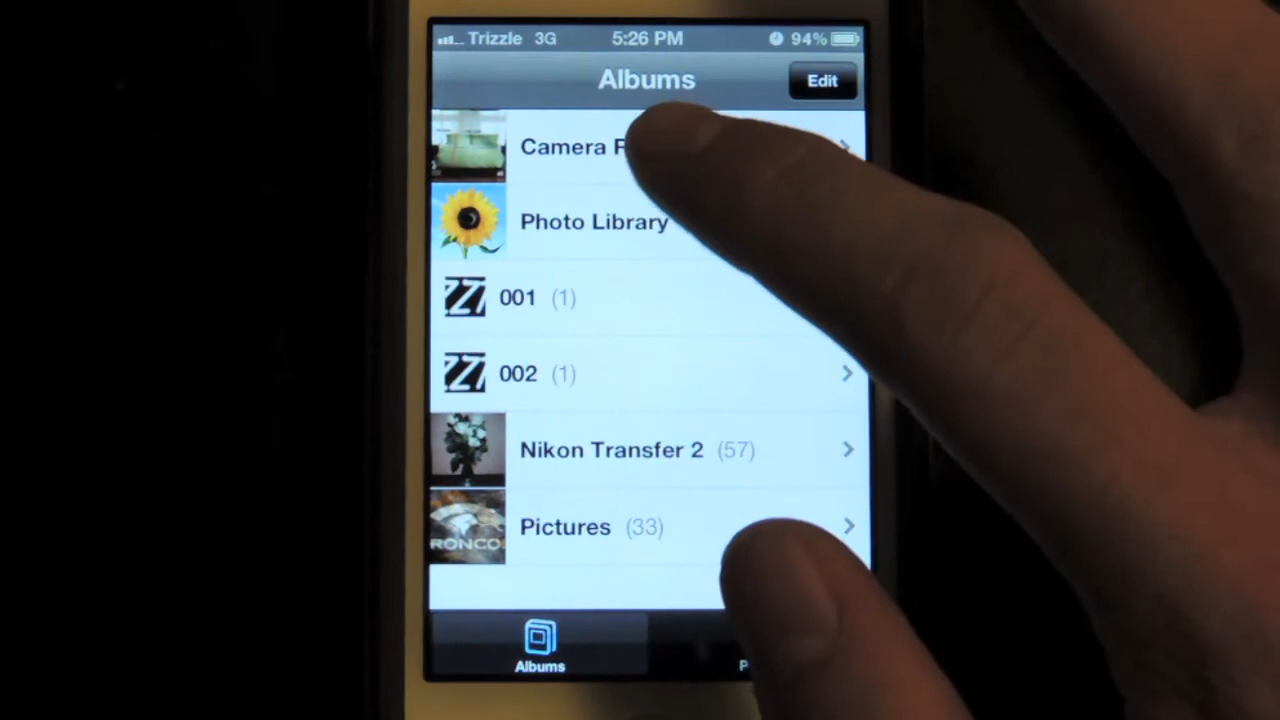 Trizzle 3G 5:26 PM 94%
Albums
Edit
Camera
Photo Library
001 (1)
002 (1)
Nikon Transfer 2 (57)
Pictures (33)
RONCO
Albums